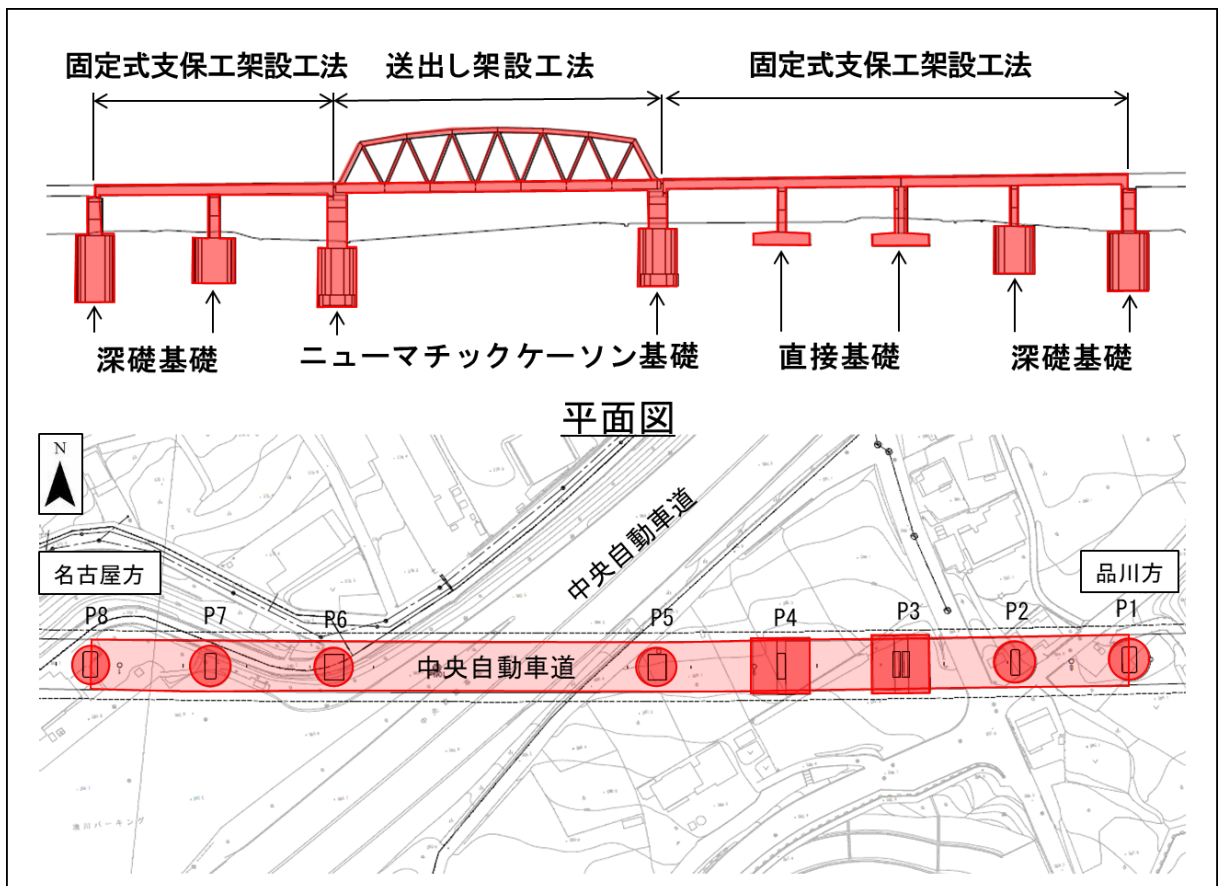 固定式支保工架設工法 送出し架設工法 固定式支保工架設工法
深礎基礎 ニューマチックケーソン基礎 直接基礎 深礎基礎
平面図
N
中央自動車道
名古屋方 品川方
P8 P7 P6 P5 P4 P3 P2 P1
中央自動車道